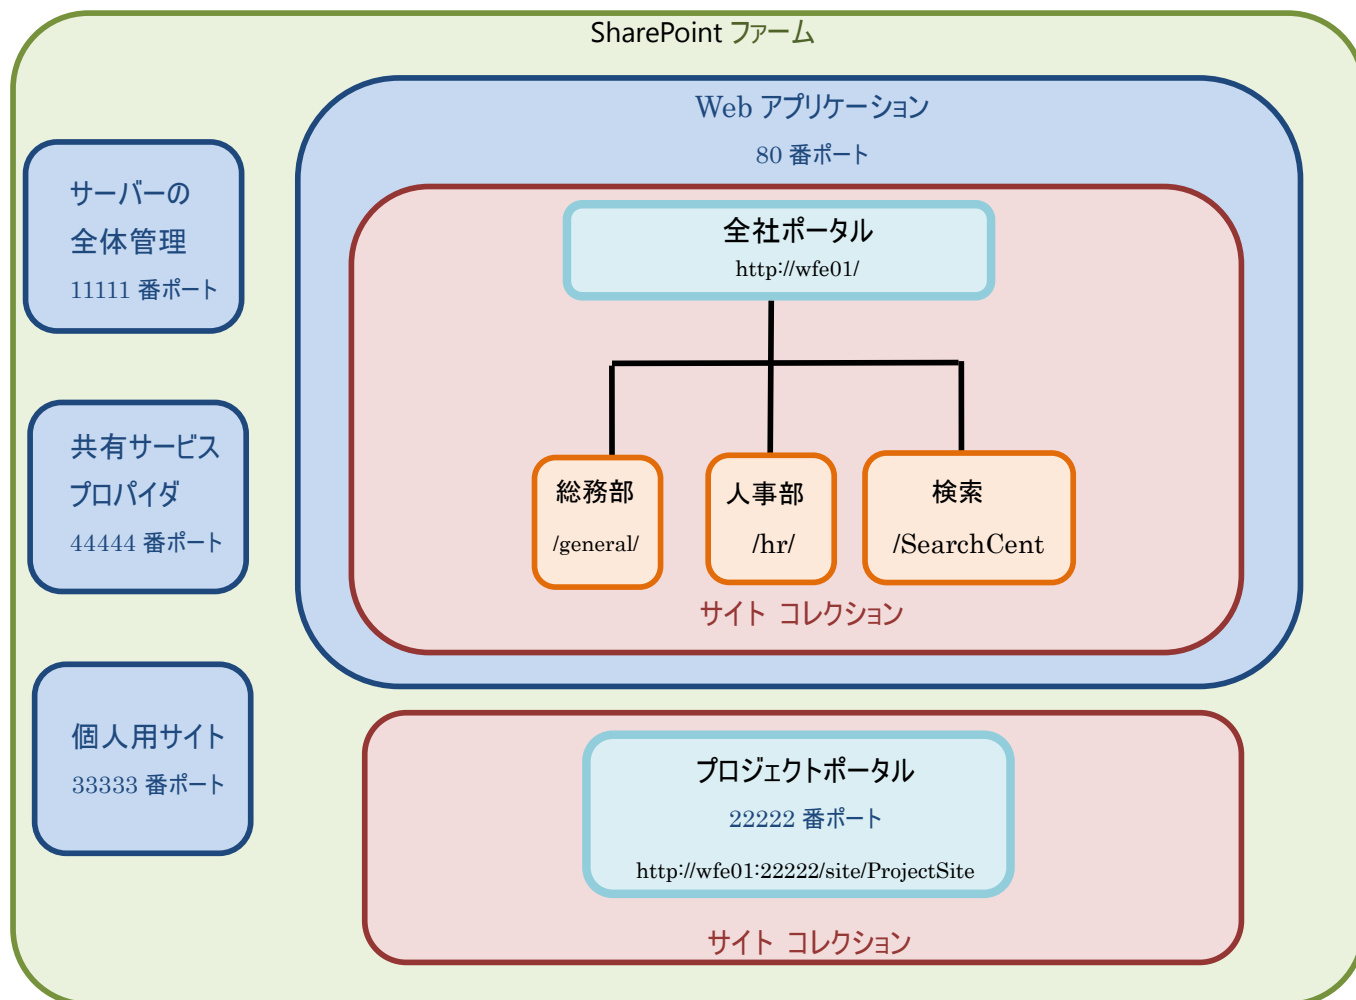 SharePoint ファーム
Web アプリケーション
80 番ポート
サーバーの
全体管理
11111 番ポート
全社ポータル
http://wfe01/
共有サービス
プロパイダ
44444 番ポート
総務部
/general/
人事部
/hr/
検索
/SearchCent
サイト コレクション
個人用サイト
33333 番ポート
プロジェクトポータル
22222 番ポート
http://wfe01:22222/site/ProjectSite
サイト コレクション